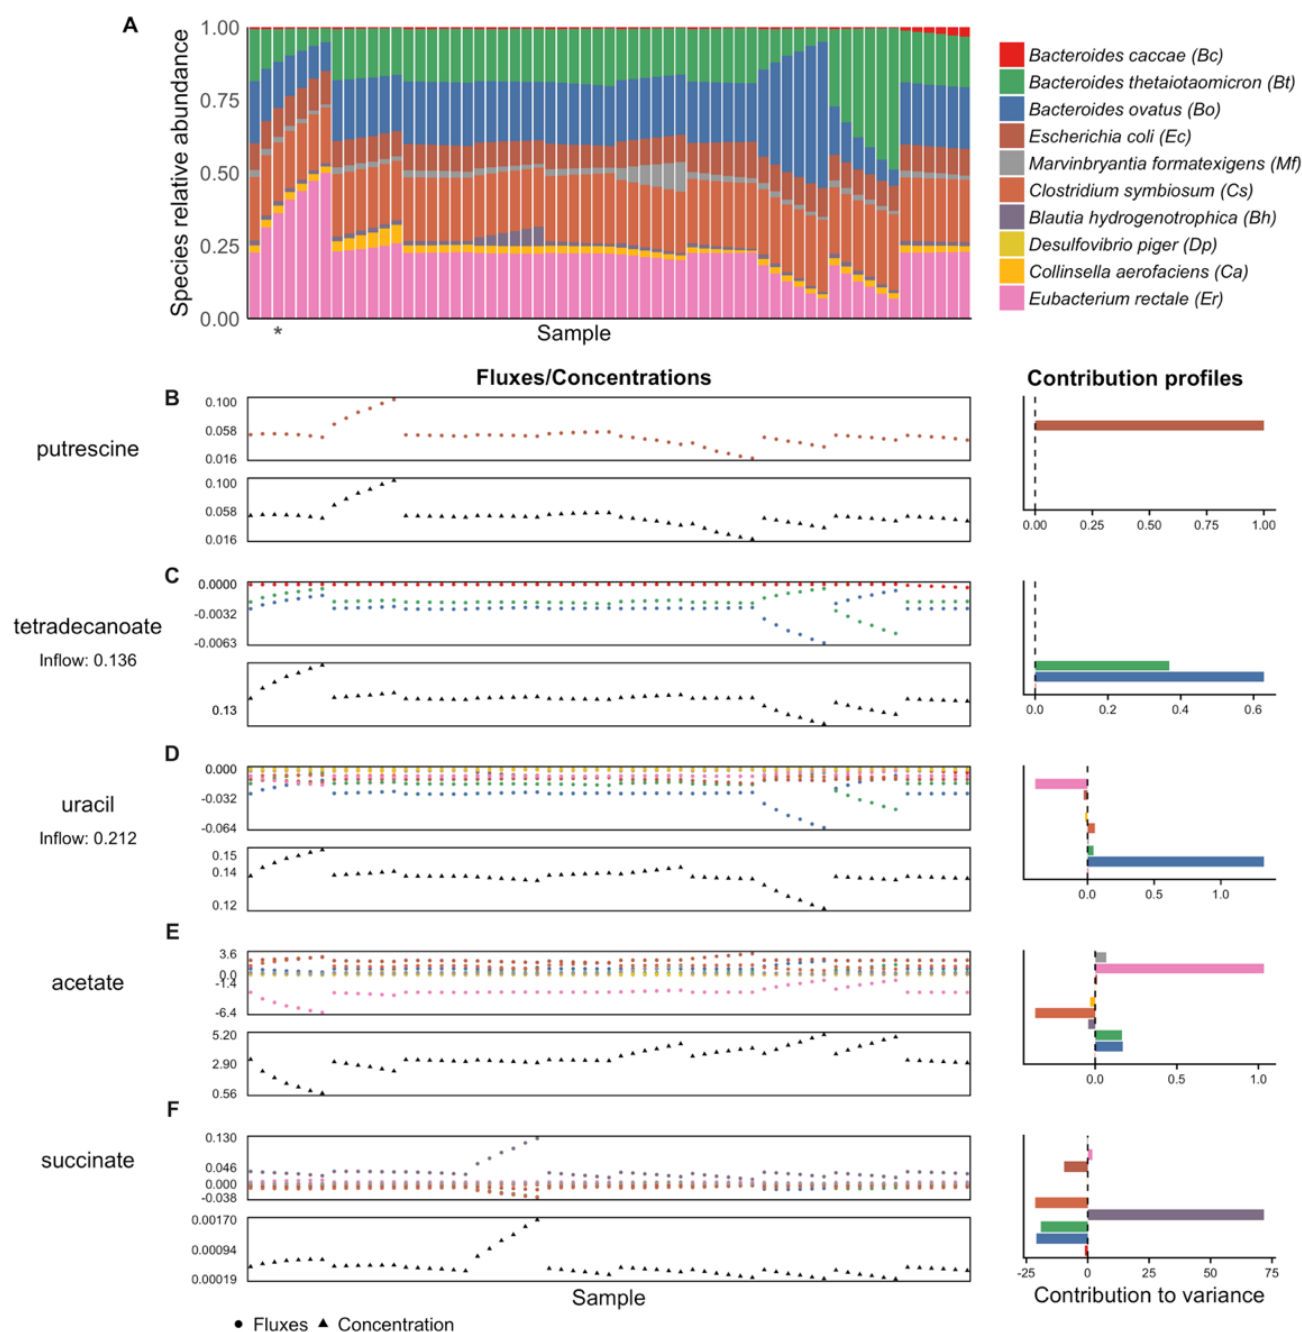 A
Species relative abundance
1.00
0.75
0.50
0.25
0.00
*
Sample
Bacteroides caccae (Bc)
Bacteroides thetaiotaomicron (Bt)
Bacteroides ovatus (Bo)
Escherichia coli (Ec)
Marvinbryantia formatexigens (Mf)
Clostridium symbiosum (Cs)
Blautia hydrogenotrophica (Bh)
Desulfovibrio piger (Dp)
Collinsella aerofaciens (Ca)
Eubacterium rectale (Er)
Fluxes/Concentrations
Contribution profiles
B
putrescine
0.100
0.058
0.016
0.100
0.058
0.016
0.00 0.25 0.50 0.75 1.00
C
tetradecanoate
Inflow: 0.136
0.0000
-0.0032
-0.0063
0.13
0.0 0.2 0.4 0.6
D
uracil
Inflow: 0.212
0.000
-0.032
-0.064
0.15
0.14
0.12
0.0 0.5 1.0
E
acetate
3.6
0.0
-1.4
-6.4
5.20
2.90
0.56
0.0 0.5 1.0
F
succinate
0.130
0.046
0.000
-0.038
0.00170
0.00094
0.00019
-25 0 25 50 75
Sample
Contribution to variance
Fluxes Concentration